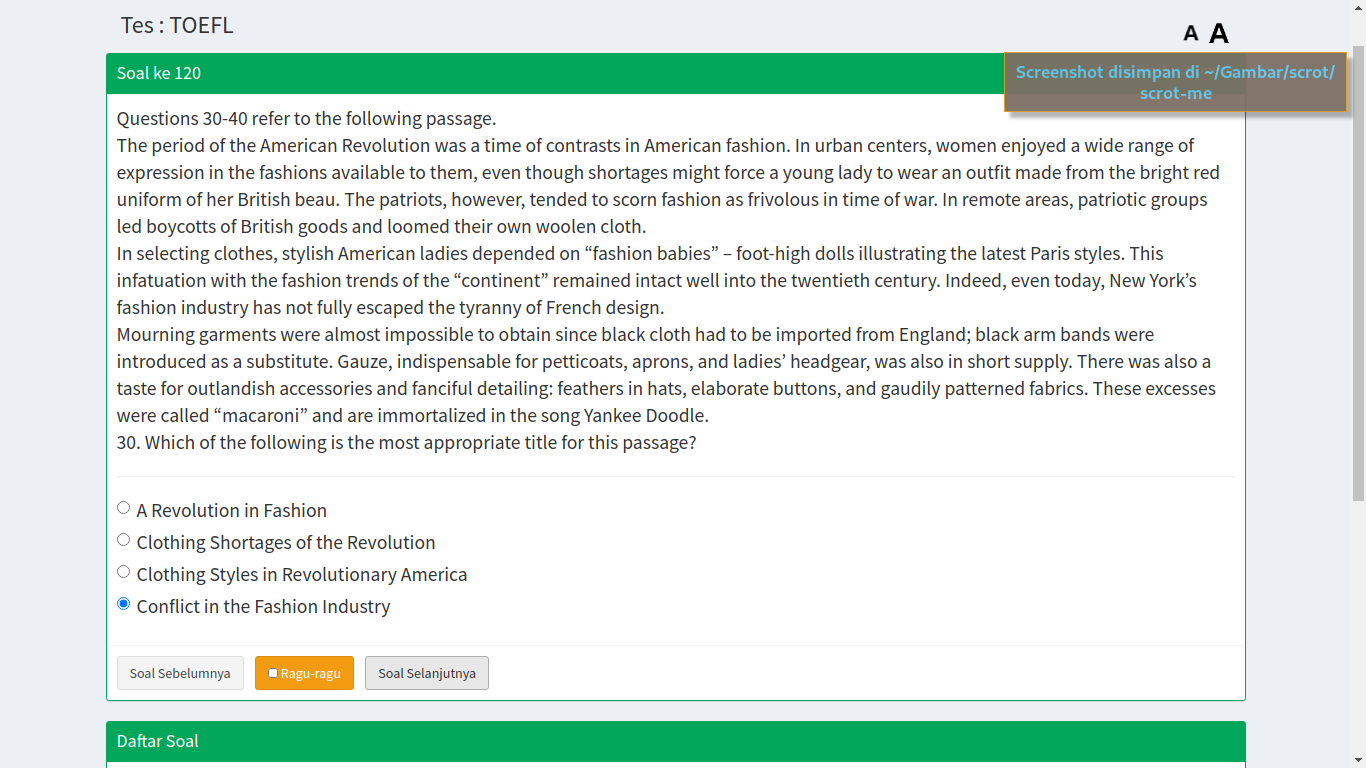 Tes : TOEFL
A A
Soal ke 120
Screenshot disimpan di ~/Gambar/scrot/
scrot-me
Questions 30-40 refer to the following passage.
The period of the American Revolution was a time of contrasts in American fashion. In urban centers, women enjoyed a wide range of
expression in the fashions available to them, even though shortages might force a young lady to wear an outfit made from the bright red
uniform of her British beau. The patriots, however, tended to scorn fashion as frivolous in time of war. In remote areas, patriotic groups
led boycotts of British goods and loomed their own woolen cloth.
In selecting clothes, stylish American ladies depended on “fashion babies” – foot-high dolls illustrating the latest Paris styles. This
infatuation with the fashion trends of the “continent” remained intact well into the twentieth century. Indeed, even today, New York’s
fashion industry has not fully escaped the tyranny of French design.
Mourning garments were almost impossible to obtain since black cloth had to be imported from England; black arm bands were
introduced as a substitute. Gauze, indispensable for petticoats, aprons, and ladies’ headgear, was also in short supply. There was also a
taste for outlandish accessories and fanciful detailing: feathers in hats, elaborate buttons, and gaudily patterned fabrics. These excesses
were called “macaroni” and are immortalized in the song Yankee Doodle.
30. Which of the following is the most appropriate title for this passage?
A Revolution in Fashion
Clothing Shortages of the Revolution
Clothing Styles in Revolutionary America
Conflict in the Fashion Industry
Soal Sebelumnya Ragu-ragu Soal Selanjutnya
Daftar Soal